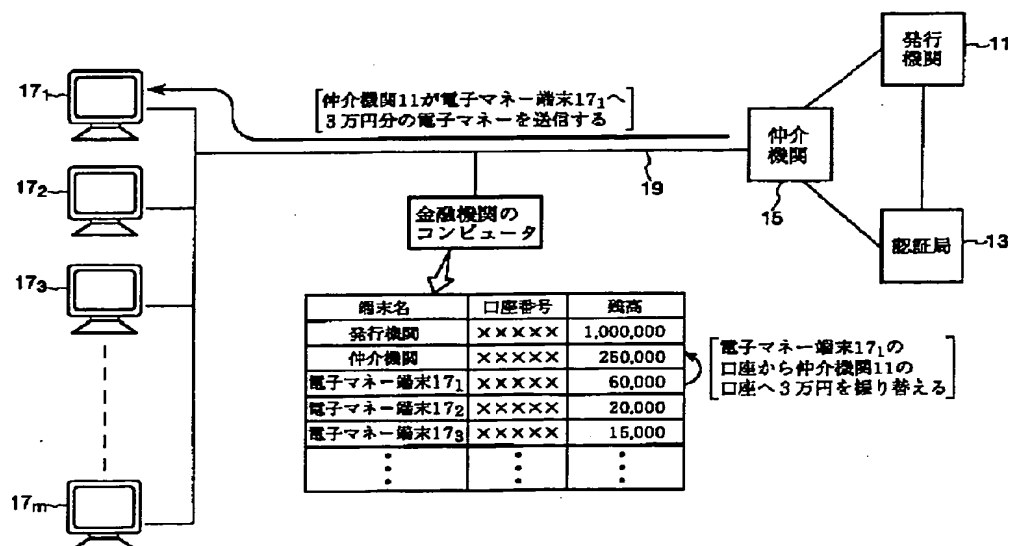 発行
機関
11
17₁
仲介機関11が電子マネー端末17₁へ
3万円分の電子マネーを送信する
仲介
機関
15
19
17₂
金融機関の
コンピュータ
認証局
13
17₃
端末名 口座番号 残高
発行機関 ××××× 1,000,000
仲介機関 ××××× 250,000
電子マネー端末17₁ ××××× 60,000
電子マネー端末17₂ ××××× 20,000
電子マネー端末17₃ ××××× 15,000
電子マネー端末17₁の
口座から仲介機関11の
口座へ3万円を振り替える
17m